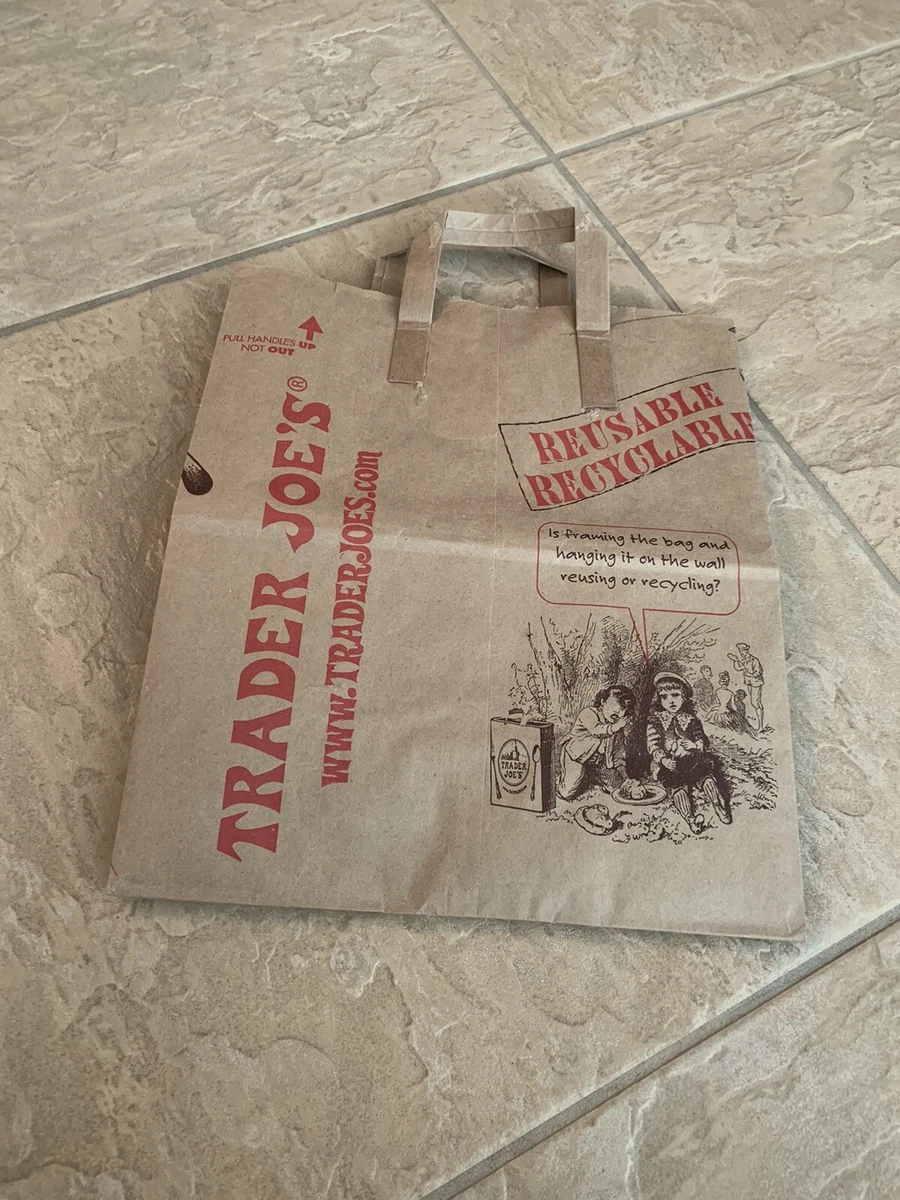 PULL HANDLES UP
NOT OUT
TRADER JOE'S®
WWW.TRADERJOES.com
REUSABLE
RECYCLABLE
Is framing the bag and
hanging it on the wall
reusing or recycling?
TRADER
JOE'S